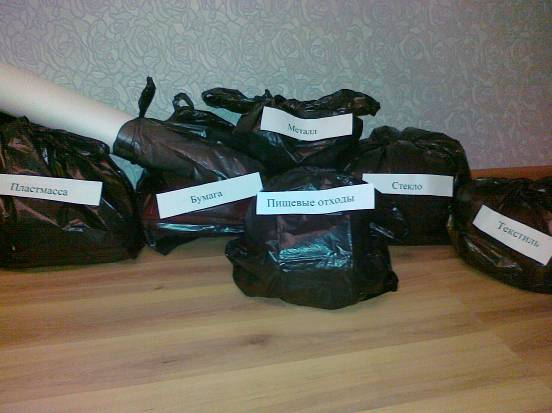 Пластмасса
Бумага
Металл
Пищевые отходы
Стекло
Текстиль